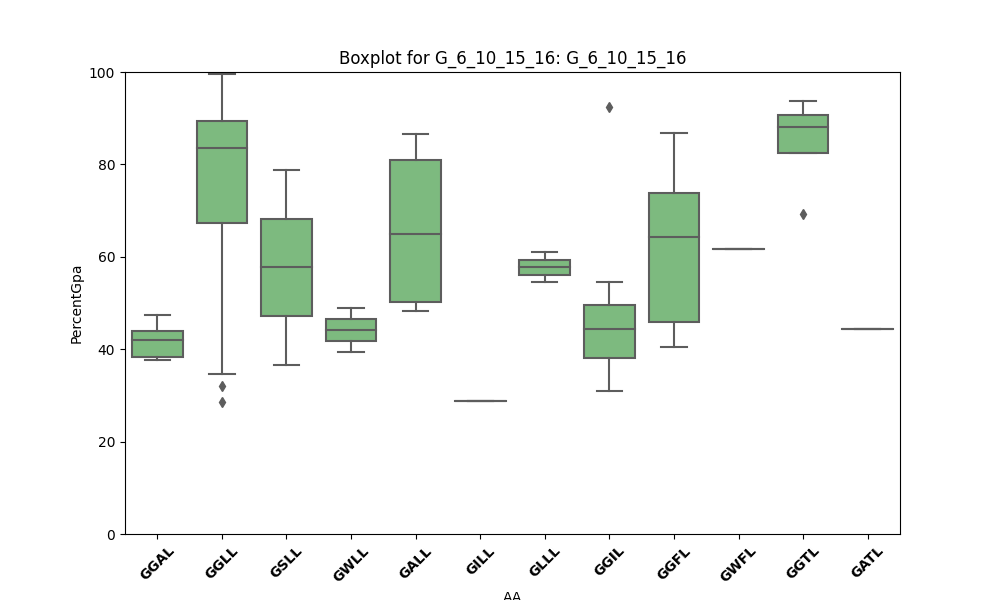 Boxplot for G_6_10_15_16: G_6_10_15_16
100
80
60
40
20
0
PercentGpa
GGAL
GGLL
GSLL
GWLL
GALL
GILL
GLLL
GGIL
GGFL
GWFL
GGTL
GATL
AA